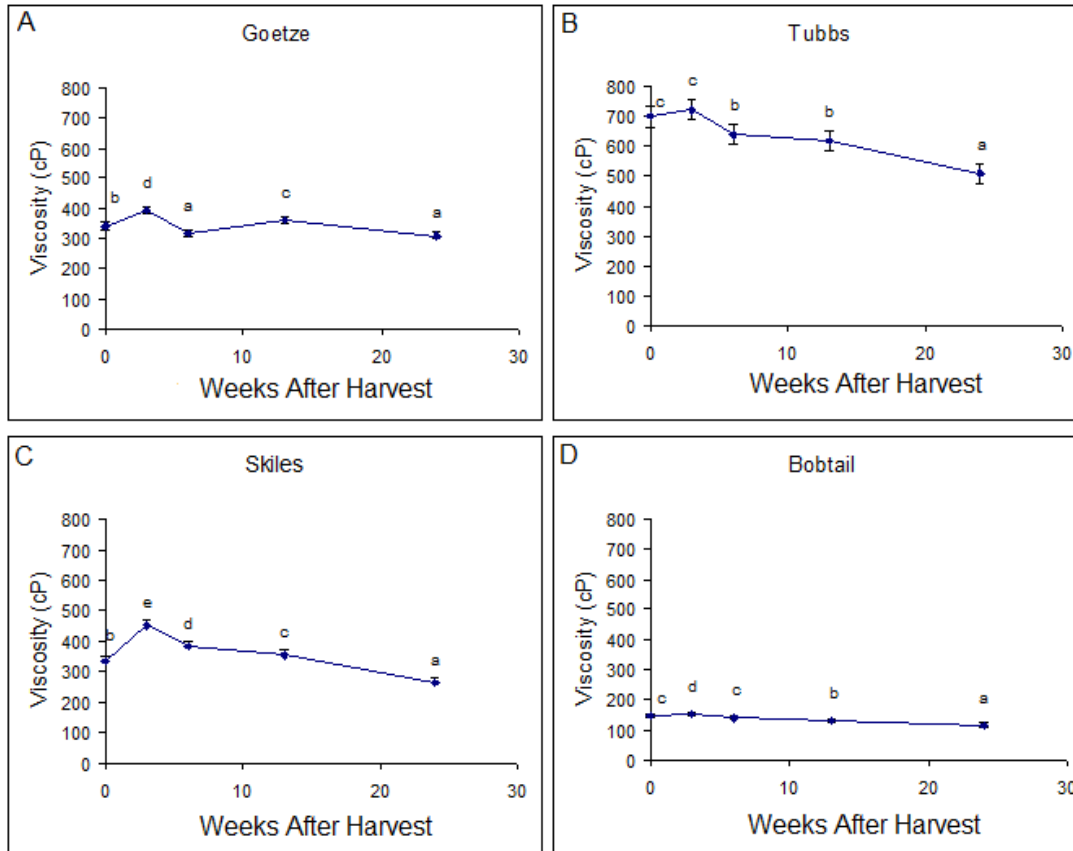 A
Goetze
800
700
600
500
400
300
200
100
0
Viscosity (cP)
b
d
a
c
a
0 10 20 30
Weeks After Harvest
B
Tubbs
800
700
600
500
400
300
200
100
0
Viscosity (cP)
c
c
b
b
a
0 10 20 30
Weeks After Harvest
C
Skiles
800
700
600
500
400
300
200
100
0
Viscosity (cP)
b
e
d
c
a
0 10 20 30
Weeks After Harvest
D
Bobtail
800
700
600
500
400
300
200
100
0
Viscosity (cP)
c
d
c
b
a
0 10 20 30
Weeks After Harvest